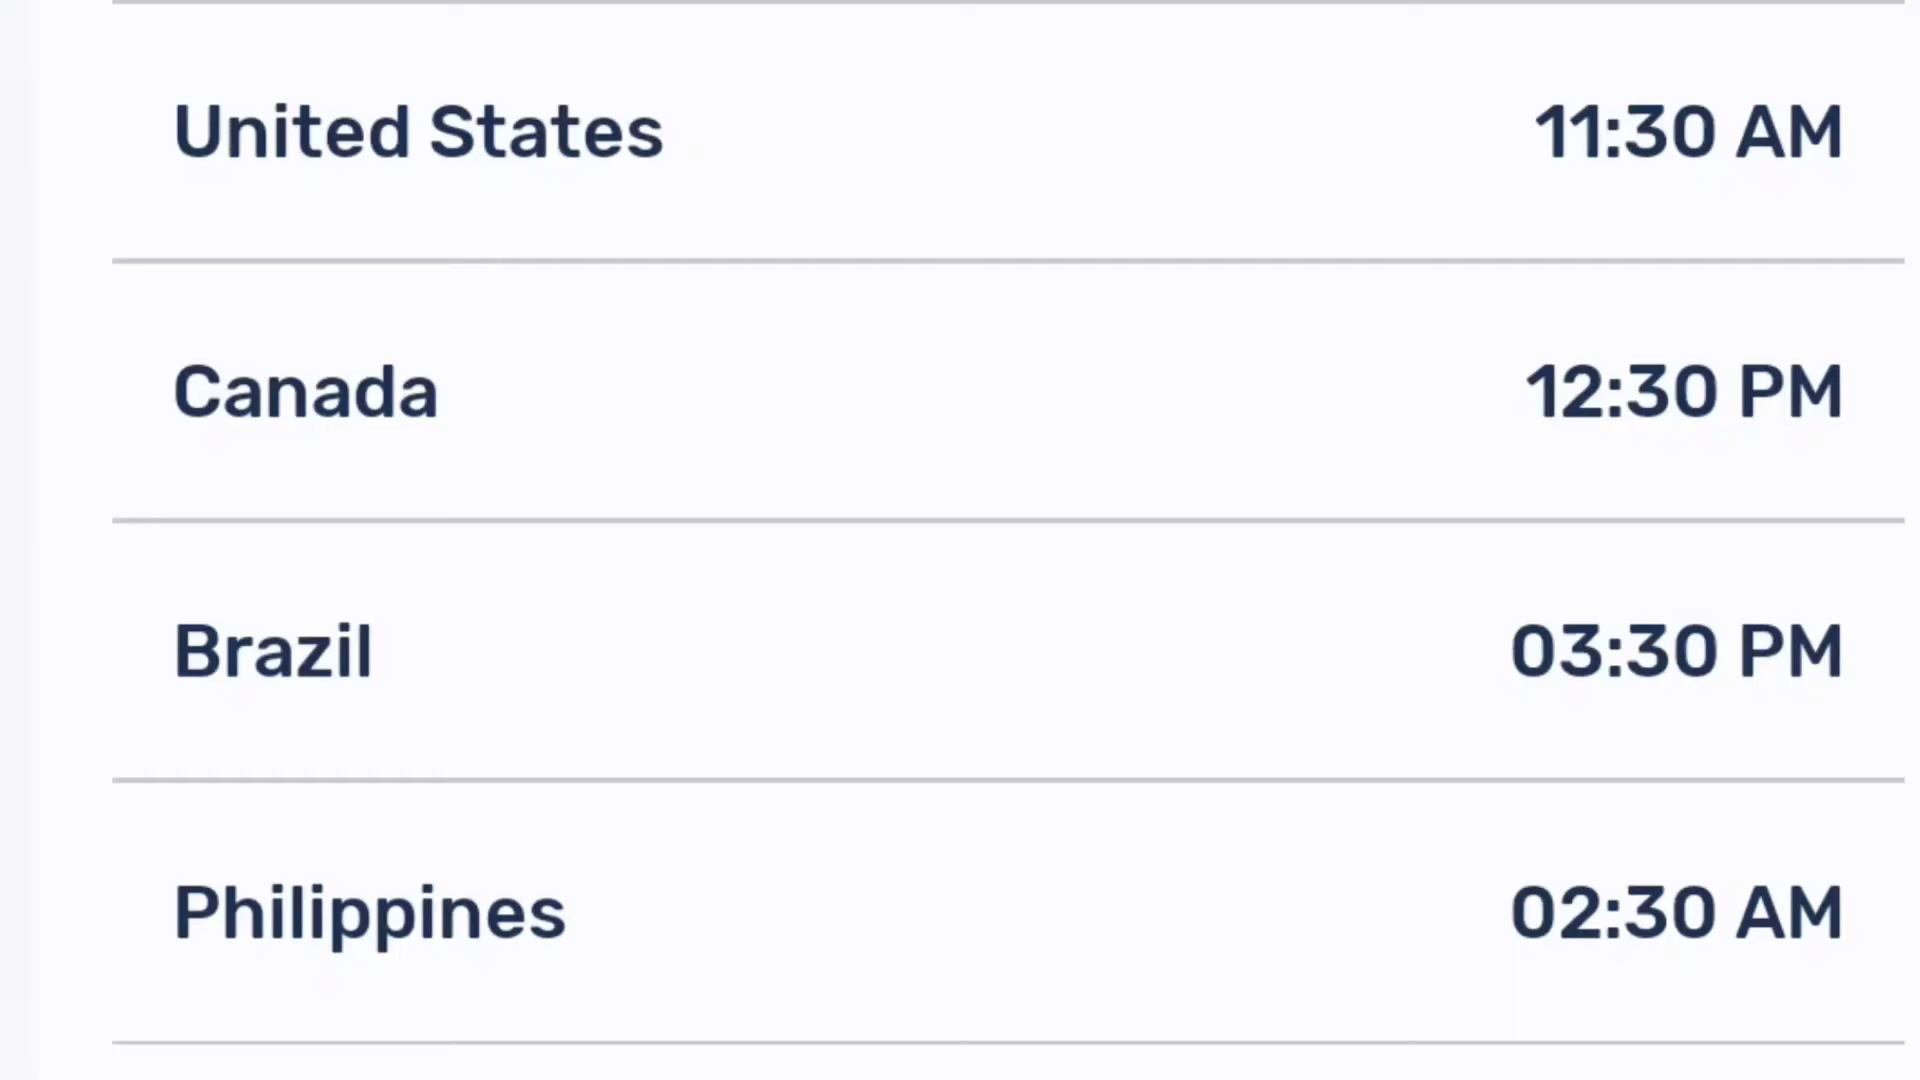 United States 11:30 AM
Canada 12:30 PM
Brazil 03:30 PM
Philippines 02:30 AM